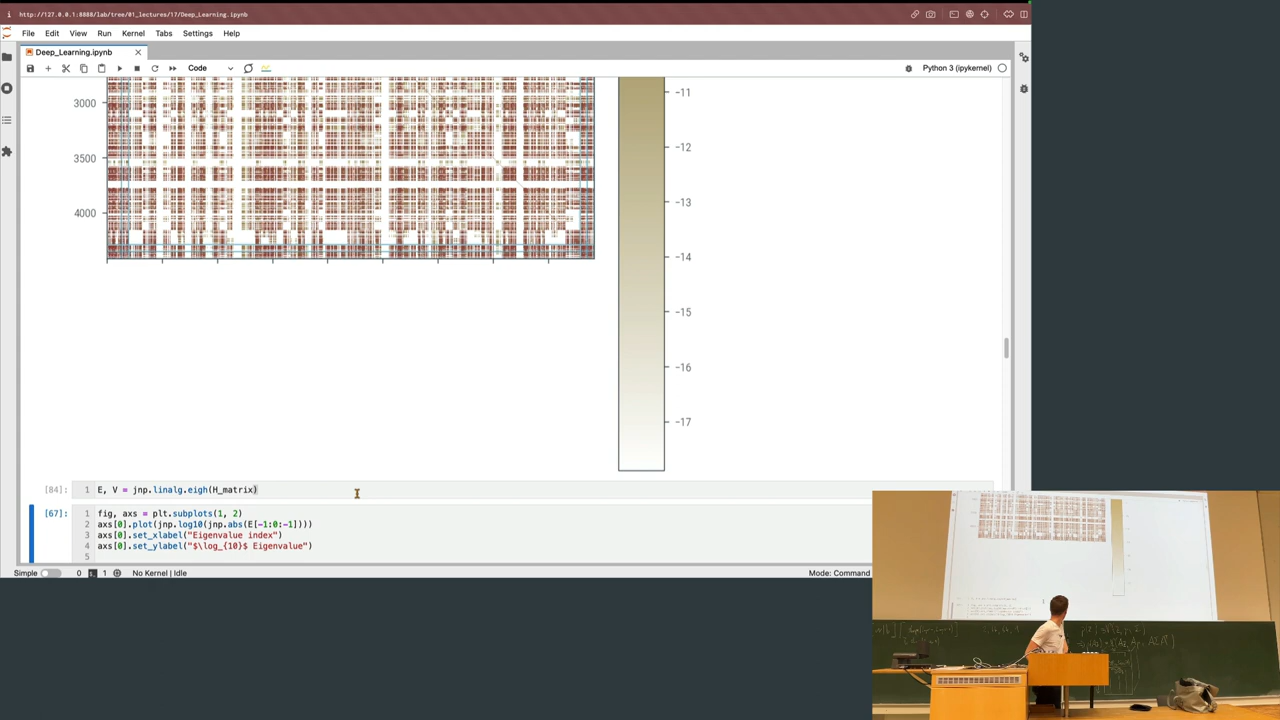 http://127.0.0.1:8888/lab/tree/01_lectures/17/Deep_Learning.ipynb
File Edit View Run Kernel Tabs Settings Help
Deep_Learning.ipynb
Code
Python 3 (ipykernel)
3000
3500
4000
-11
-12
-13
-14
-15
-16
-17
[84]: 1 E, V = jnp.linalg.eigh(H_matrix)
[67]: 1 fig, axs = plt.subplots(1, 2)
2 axs[0].plot(jnp.log10(jnp.abs(E[-1:0:-1])))
3 axs[0].set_xlabel("Eigenvalue index")
4 axs[0].set_ylabel("$\log_{10}$ Eigenvalue")
5
Simple 0 1 No Kernel | Idle Mode: Command